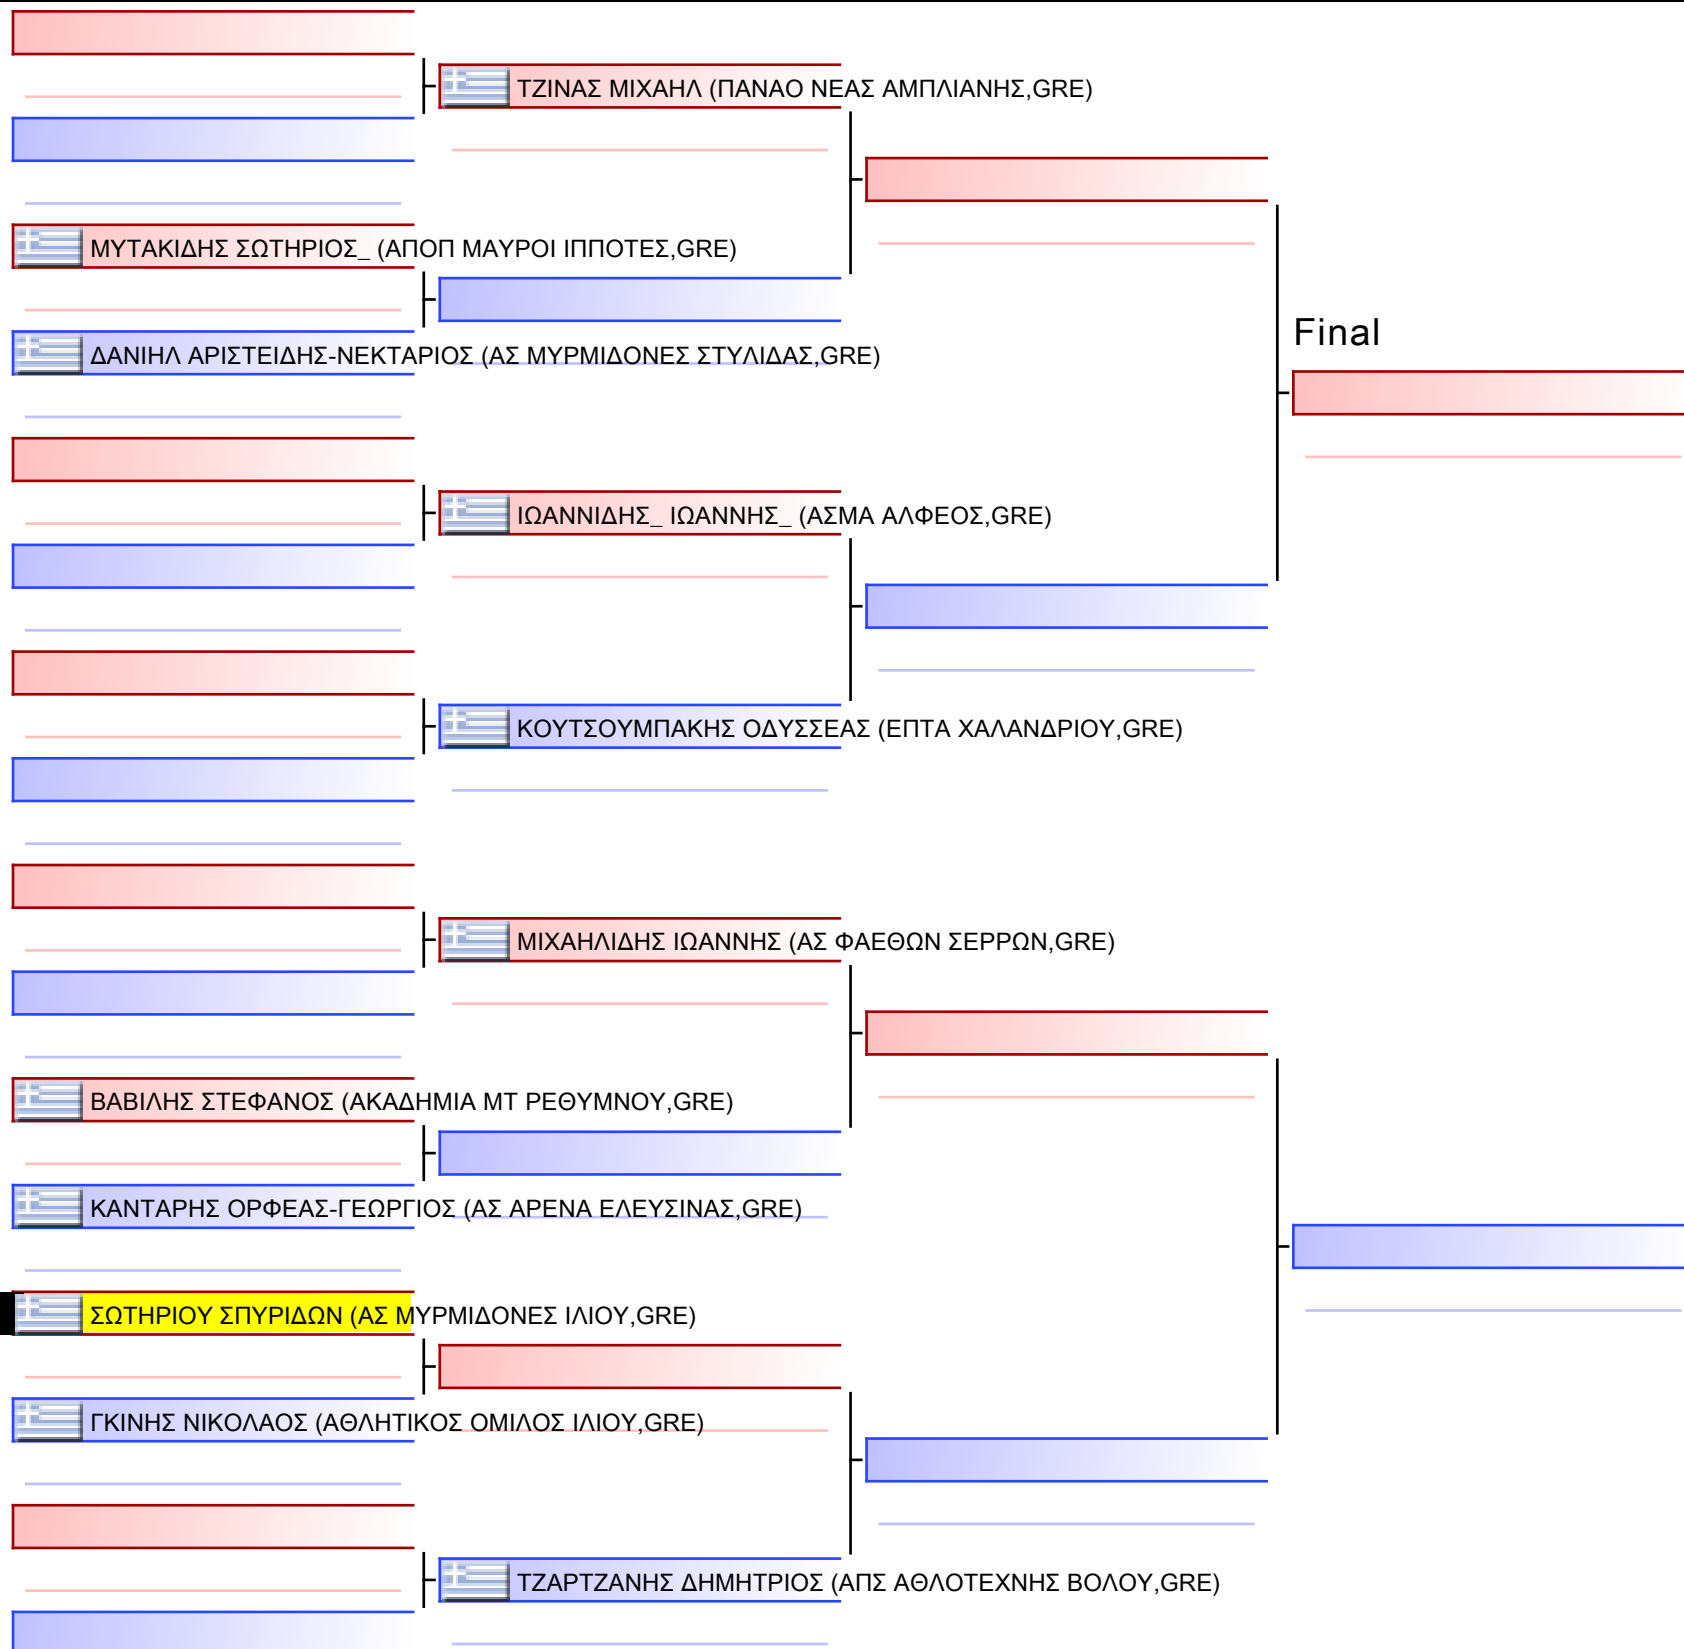 ΤΖΙΝΑΣ ΜΙΧΑΗΛ (ΠΑΝΑΟ ΝΕΑΣ ΑΜΠΛΙΑΝΗΣ,GRE)
ΜΥΤΑΚΙΔΗΣ ΣΩΤΗΡΙΟΣ_ (ΑΠΟΠ ΜΑΥΡΟΙ ΙΠΠΟΤΕΣ,GRE)
Final
ΔΑΝΙΗΛ ΑΡΙΣΤΕΙΔΗΣ-ΝΕΚΤΑΡΙΟΣ (ΑΣ ΜΥΡΜΙΔΟΝΕΣ ΣΤΥΛΙΔΑΣ,GRE)
ΙΩΑΝΝΙΔΗΣ_ ΙΩΑΝΝΗΣ_ (ΑΣΜΑ ΑΛΦΕΟΣ,GRE)
ΚΟΥΤΣΟΥΜΠΑΚΗΣ ΟΔΥΣΣΕΑΣ (ΕΠΤΑ ΧΑΛΑΝΔΡΙΟΥ,GRE)
ΜΙΧΑΗΛΙΔΗΣ ΙΩΑΝΝΗΣ (ΑΣ ΦΑΕΘΩΝ ΣΕΡΡΩΝ,GRE)
ΒΑΒΙΛΗΣ ΣΤΕΦΑΝΟΣ (ΑΚΑΔΗΜΙΑ ΜΤ ΡΕΘΥΜΝΟΥ,GRE)
ΚΑΝΤΑΡΗΣ ΟΡΦΕΑΣ-ΓΕΩΡΓΙΟΣ (ΑΣ ΑΡΕΝΑ ΕΛΕΥΣΙΝΑΣ,GRE)
ΣΩΤΗΡΙΟΥ ΣΠΥΡΙΔΩΝ (ΑΣ ΜΥΡΜΙΔΟΝΕΣ ΙΛΙΟΥ,GRE)
ΓΚΙΝΗΣ ΝΙΚΟΛΑΟΣ (ΑΘΛΗΤΙΚΟΣ ΟΜΙΛΟΣ ΙΛΙΟΥ,GRE)
ΤΖΑΡΤΖΑΝΗΣ ΔΗΜΗΤΡΙΟΣ (ΑΠΣ ΑΘΛΟΤΕΧΝΗΣ ΒΟΛΟΥ,GRE)